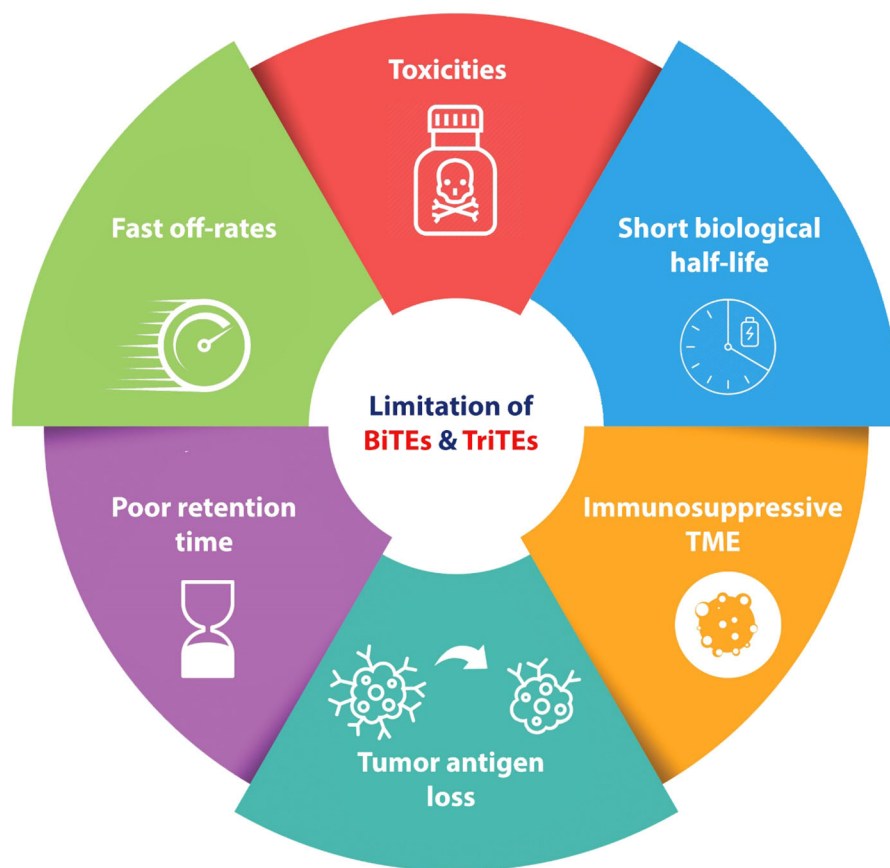 Toxicities
Short biological
half-life
Immunosuppressive
TME
Tumor antigen
loss
Poor retention
time
Fast off-rates
Limitation of
BiTEs & TriTEs